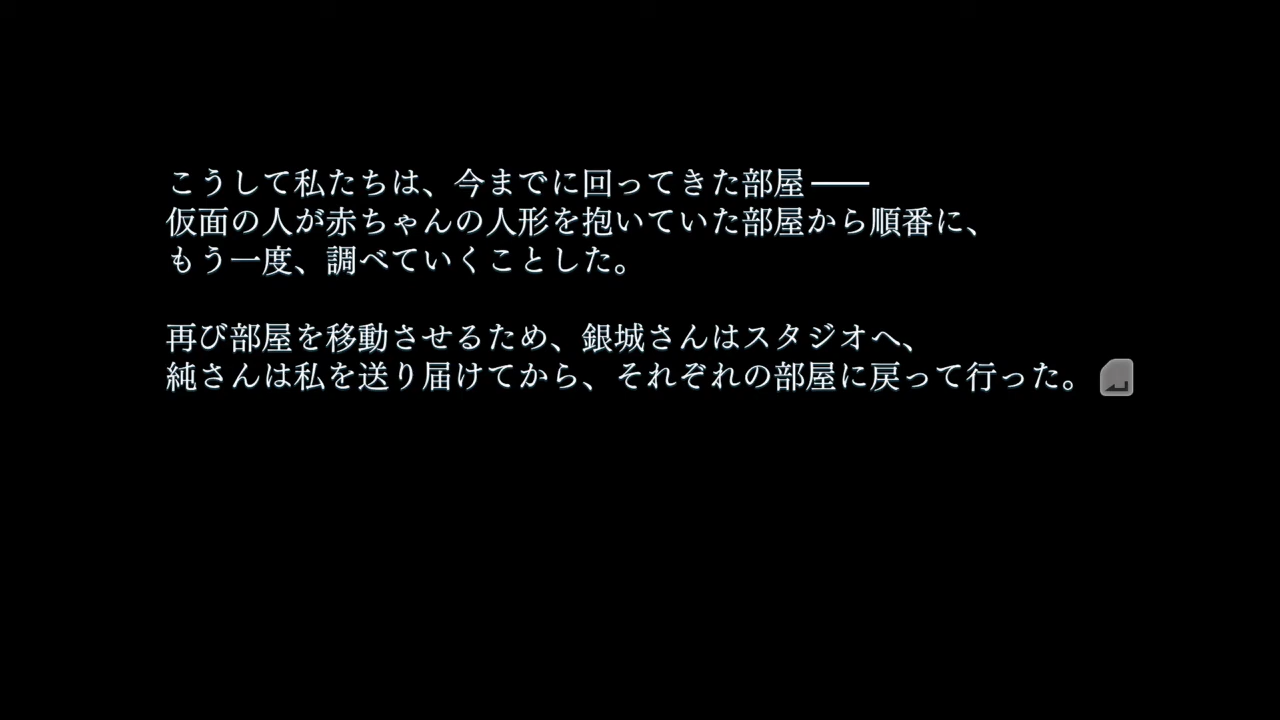 こうして私たちは、今までに回ってきた部屋――
仮面の人が赤ちゃんの人形を抱いていた部屋から順番に、
もう一度、調べていくことした。
再び部屋を移動させるため、銀城さんはスタジオへ、
純さんは私を送り届けてから、それぞれの部屋に戻って行った。